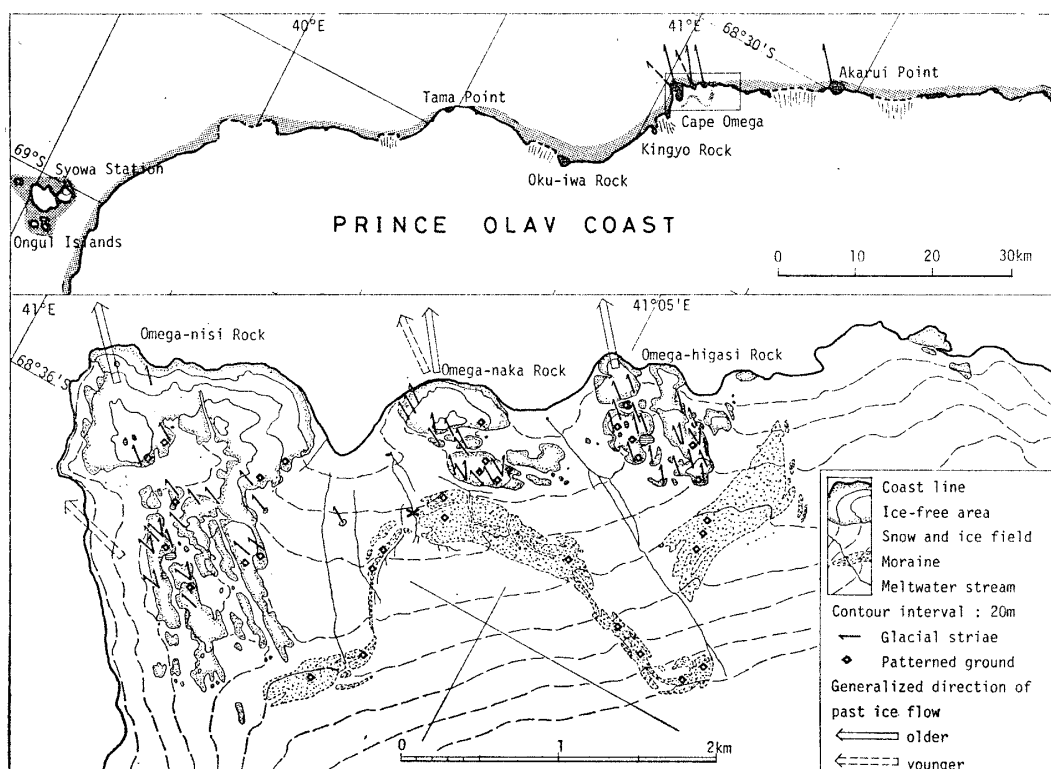 40°E
41°E
68°30'S
Akarui Point
Tama Point
Cape Omega
Kingyo Rock
69°S
Syowa Station
Oku-iwa Rock
PRINCE OLAV COAST
Ongul Islands
0 10 20 30km
41°E
41°05'E
Omega-nisi Rock
Omega-naka Rock
Omega-higasi Rock
68°36'S
Coast line
Ice-free area
Snow and ice field
Moraine
Meltwater stream
Contour interval : 20m
Glacial striae
Patterned ground
Generalized direction of
past ice flow
older
younger
0 1 2km